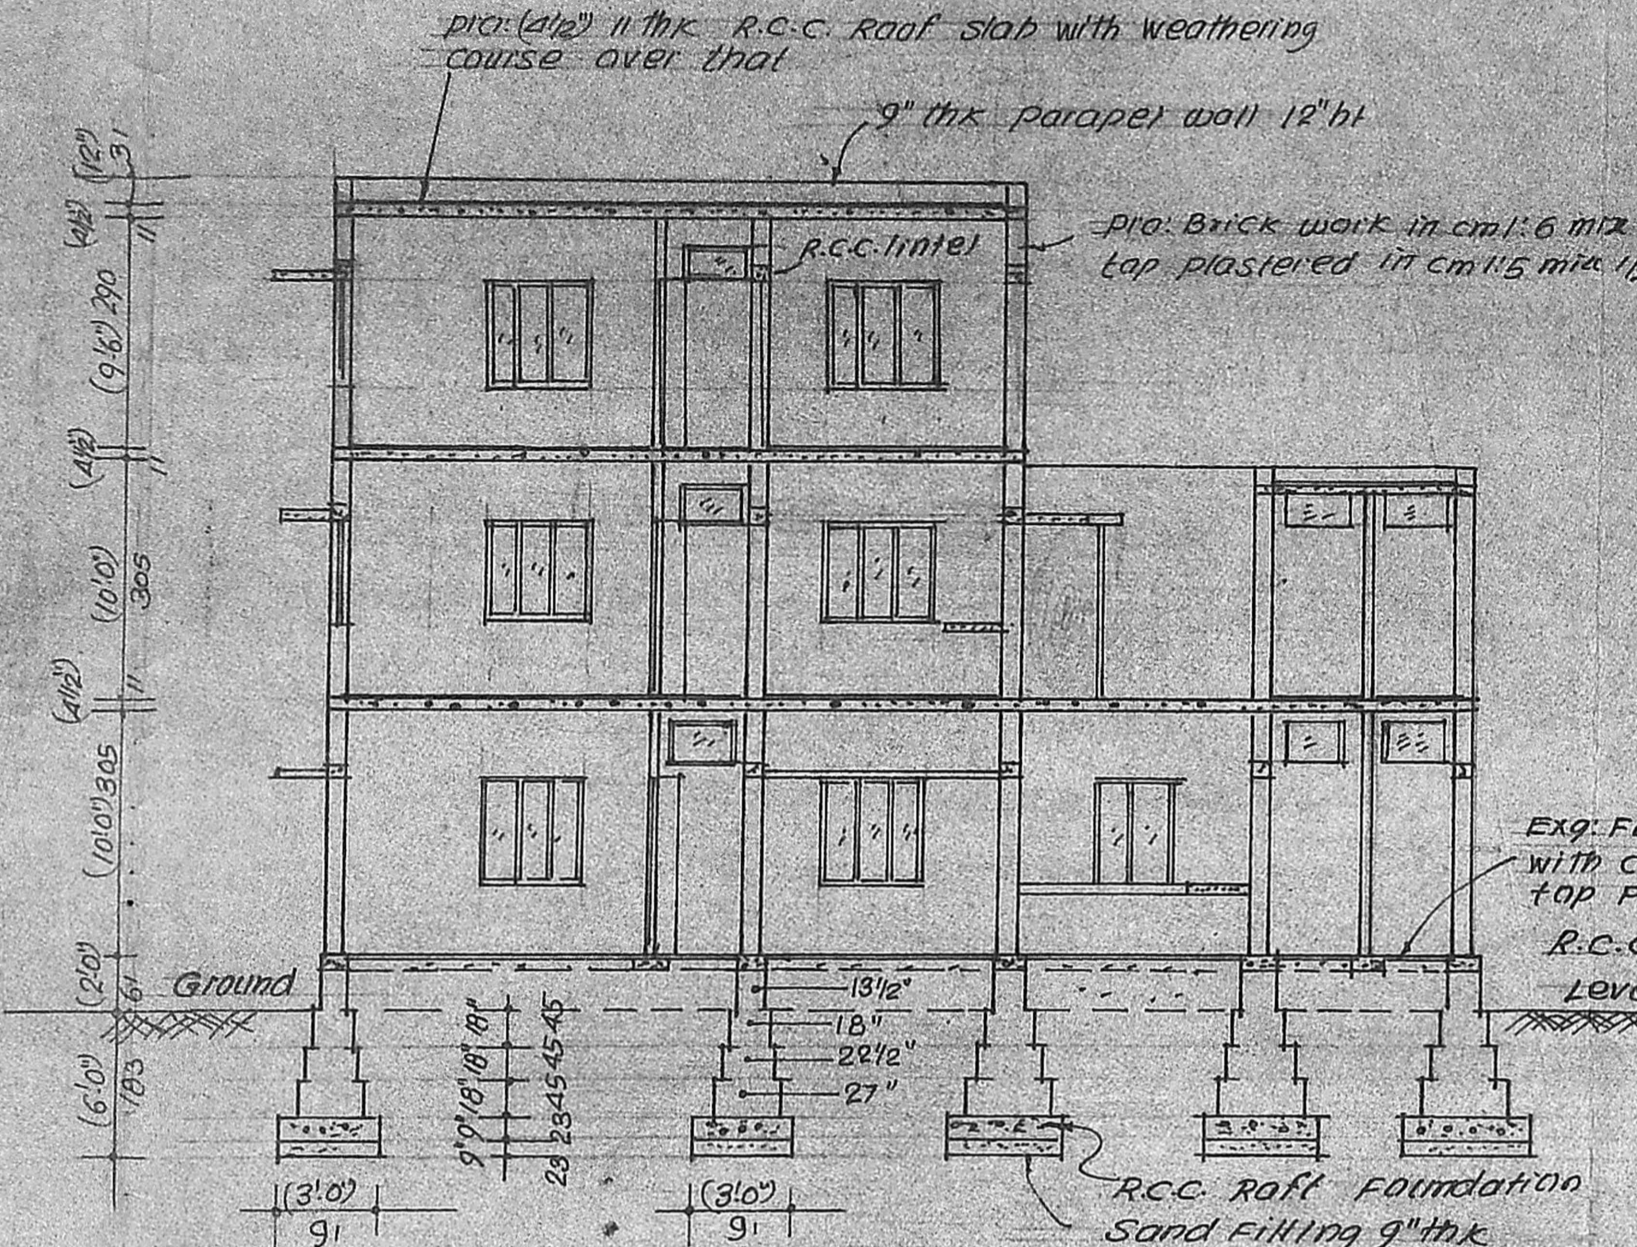 pro: (4½") 11 thk R.C.C. Roof slab with weathering
course over that
9" thk parapet wall 12" ht
(12")
31
(4½")
11
R.C.C. lintel
pro: Brick work in cm 1:6 mix
top plastered in cm 1:5 mix
(9'6") 290
(4½")
11
(10'0")
305
(4½")
11
(10'0") 305
Exg:
with
top
R.C.C
Leve
(2'0")
61
Ground
13½"
18"
22½"
27"
18"
18"
18"
9"
9"
45
45
45
23
23
(6'0")
183
(3'0")
91
(3'0")
91
R.C.C. Raft Foundation
Sand Filling 9" thk